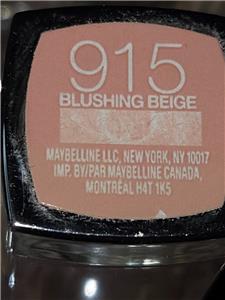 915
BLUSHING BEIGE
MAYBELLINE LLC, NEW YORK, NY 10017
IMP. BY/PAR MAYBELLINE CANADA,
MONTRÉAL H4T 1K5